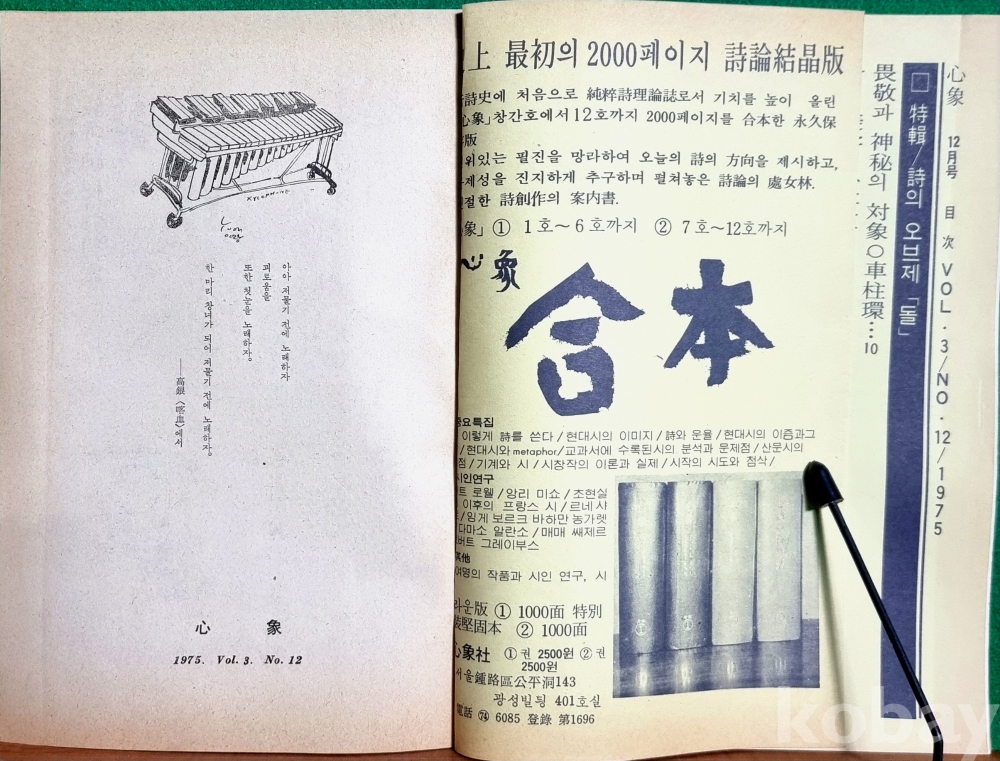 XYLOPHONE
아아 저물기 전에 노래하자
괴로움을
또한 첫눈을 노래하자.
한 마리 창녀가 되어 저물기 전에 노래하자.
——高銀〈喀血〉에서
心 象
1975. Vol. 3. No. 12
上 最初의 2000페이지 詩論結晶版
詩史에 처음으로 純粹詩理論誌로서 기치를 높이 올린
心象」창간호에서 12호까지 2000페이지를 合本한 永久保
版
위있는 필진을 망라하여 오늘의 詩의 方向을 제시하고,
제성을 진지하게 추구하며 펼쳐놓은 詩論의 處女林.
절한 詩創作의 案内書.
象」① 1호～6호까지 ② 7호～12호까지
心象
合本
요특집
이렇게 詩를 쓴다/현대시의 이미지/詩와 운율/현대시의 이즘과그
/현대시와 metaphor/교과서에 수록된시의 분석과 문제점/산문시의
점/기계와 시/시창작의 이론과 실제/시작의 시도와 첨삭/
시인연구
트 로웰/앙리 미쇼/초현실
이후의 프랑스 시/르네샤
/잉게 보르크 바하만 농가렛
다마소 알란소/매매 쌔제르
버트 그레이부스
其他
여명의 작품과 시인 연구, 시
라운版 ① 1000面 特別
裝堅固本 ② 1000面
心象社 ①권 2500원 ②권
2500원
서울鍾路區公平洞143
광성빌딩 401호실
電話 74 6085 登錄 第1696
心象 12月号 目次 VOL・3/NO・12/1975
□ 特輯/詩의 오브제「돌」
畏敬과 神秘의 対象○車柱環…10
kobay